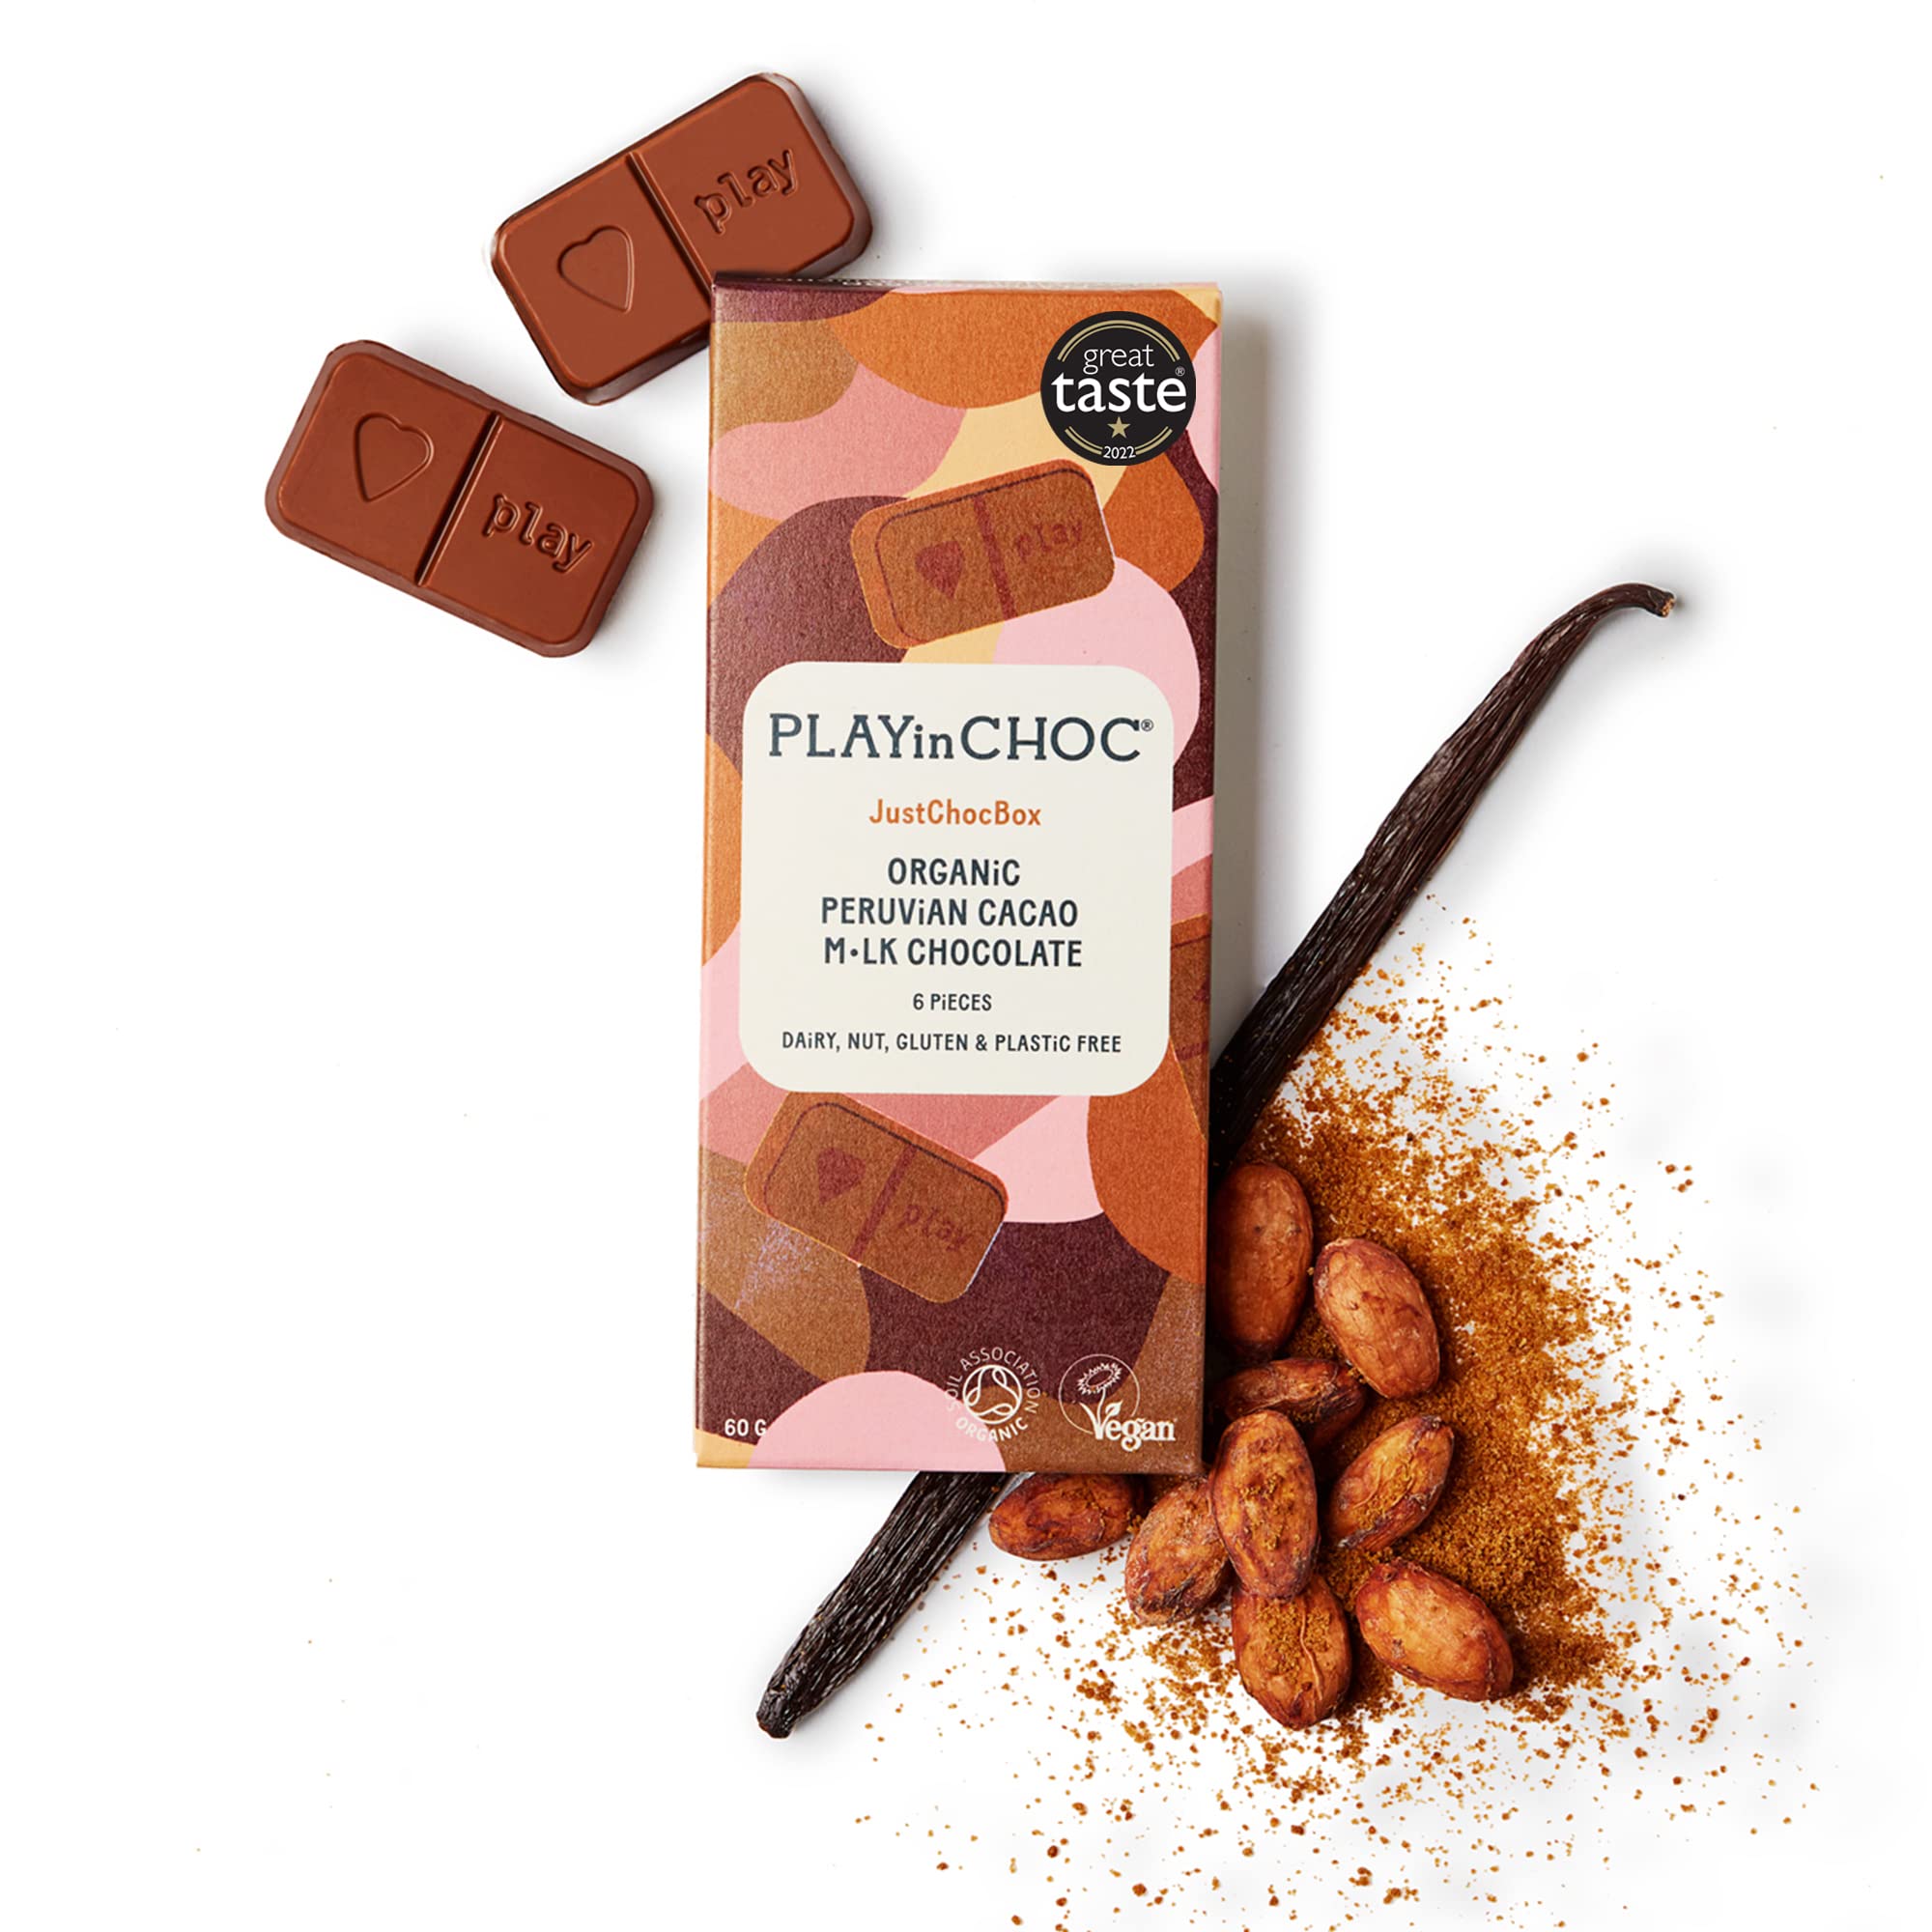 play
play
great
taste®
2022
play
PLAYinCHOC®
JustChocBox
ORGANiC
PERUViAN CACAO
M•LK CHOCOLATE
6 PiECES
DAiRY, NUT, GLUTEN & PLASTiC FREE
play
60 G
SOIL ASSOCIATION
ORGANIC
Vegan